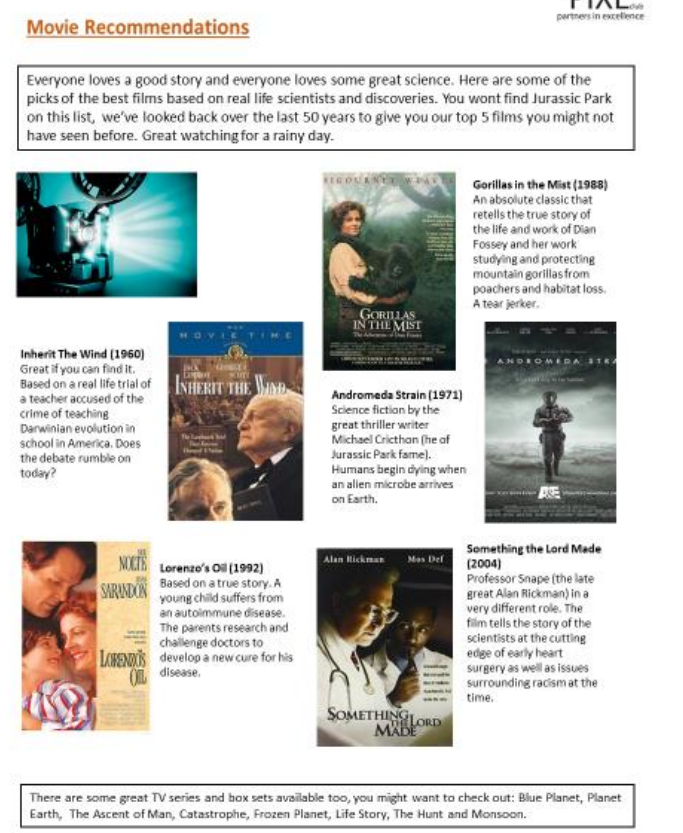 PIXL club
partners in excellence
Movie Recommendations
Everyone loves a good story and everyone loves some great science. Here are some of the
picks of the best films based on real life scientists and discoveries. You wont find Jurassic Park
on this list, we've looked back over the last 50 years to give you our top 5 films you might not
have seen before. Great watching for a rainy day.
SIGOURNEY WEAVER
GORILLAS
IN THE MIST
The Adventure of Dian Fossey
Gorillas in the Mist (1988)
An absolute classic that
retells the true story of
the life and work of Dian
Fossey and her work
studying and protecting
mountain gorillas from
poachers and habitat loss.
A tear jerker.
Inherit The Wind (1960)
Great if you can find it.
Based on a real life trial of
a teacher accused of the
crime of teaching
Darwinian evolution in
school in America. Does
the debate rumble on
today?
MOVIE TIME
JACK
LEMMON
GEORGE C.
SCOTT
INHERIT THE WIND
Andromeda Strain (1971)
Science fiction by the
great thriller writer
Michael Cricthon (he of
Jurassic Park fame).
Humans begin dying when
an alien microbe arrives
on Earth.
ANDROMEDA STRA
A&E
NICK
NOLTE
SUSAN
SARANDON
LORENZO'S
OIL
Lorenzo's Oil (1992)
Based on a true story. A
young child suffers from
an autoimmune disease.
The parents research and
challenge doctors to
develop a new cure for his
disease.
Alan Rickman Mos Def
SOMETHING THE LORD
MADE
Something the Lord Made
(2004)
Professor Snape (the late
great Alan Rickman) in a
very different role. The
film tells the story of the
scientists at the cutting
edge of early heart
surgery as well as issues
surrounding racism at the
time.
There are some great TV series and box sets available too, you might want to check out: Blue Planet, Planet
Earth, The Ascent of Man, Catastrophe, Frozen Planet, Life Story, The Hunt and Monsoon.